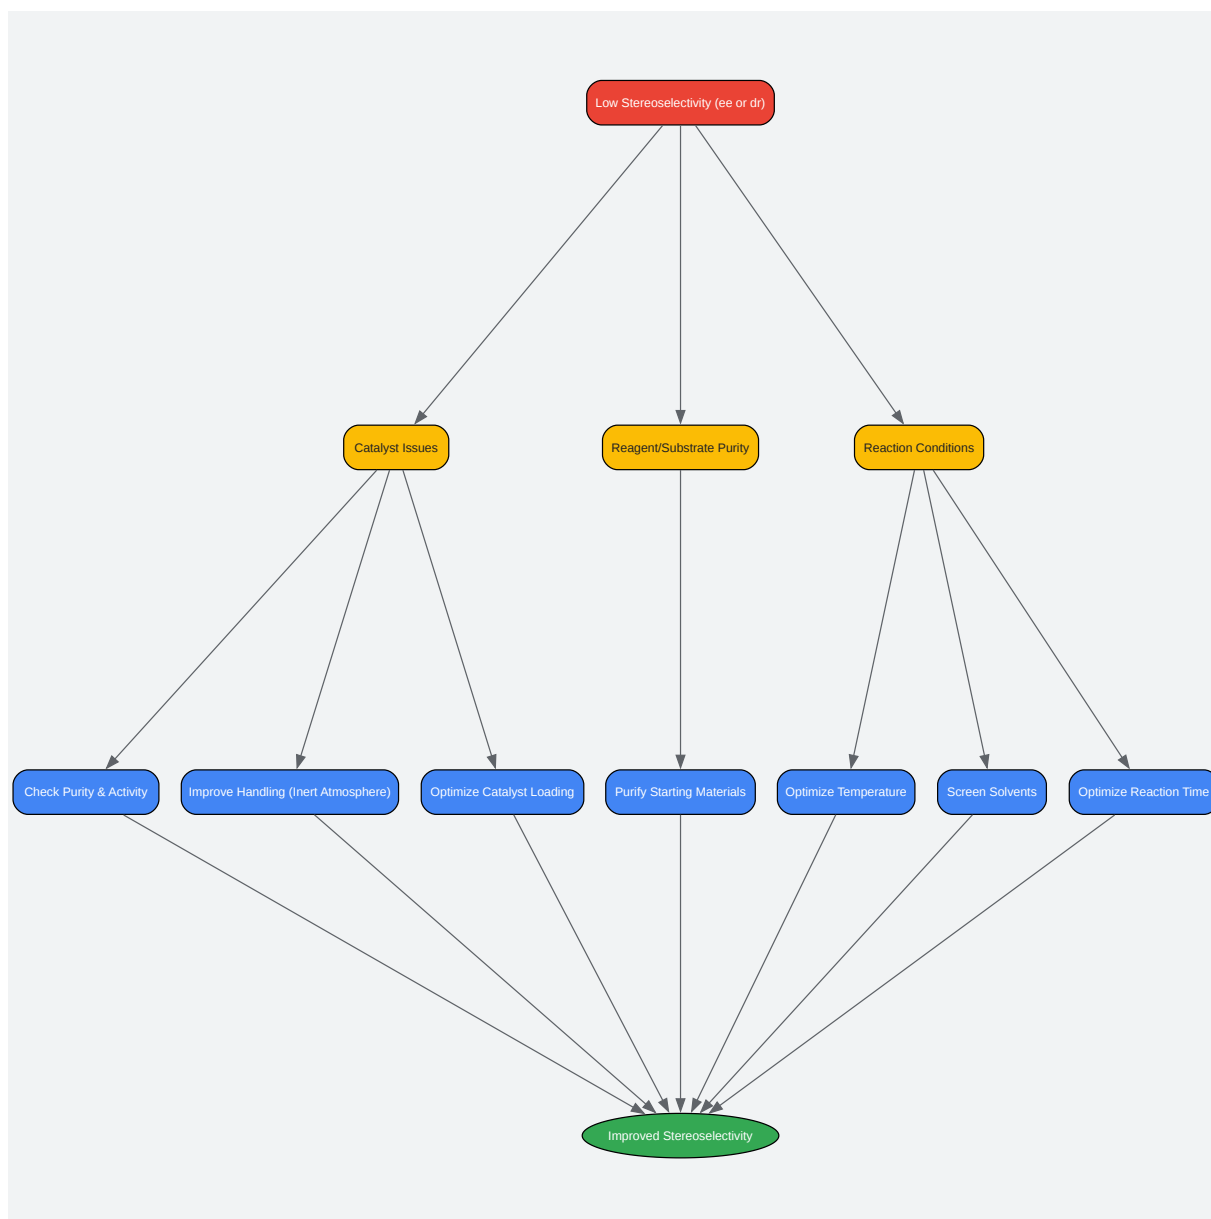 Low Stereoselectivity (ee or dr)
Catalyst Issues
Reagent/Substrate Purity
Reaction Conditions
Check Purity & Activity
Improve Handling (Inert Atmosphere)
Optimize Catalyst Loading
Purify Starting Materials
Optimize Temperature
Screen Solvents
Optimize Reaction Time
Improved Stereoselectivity